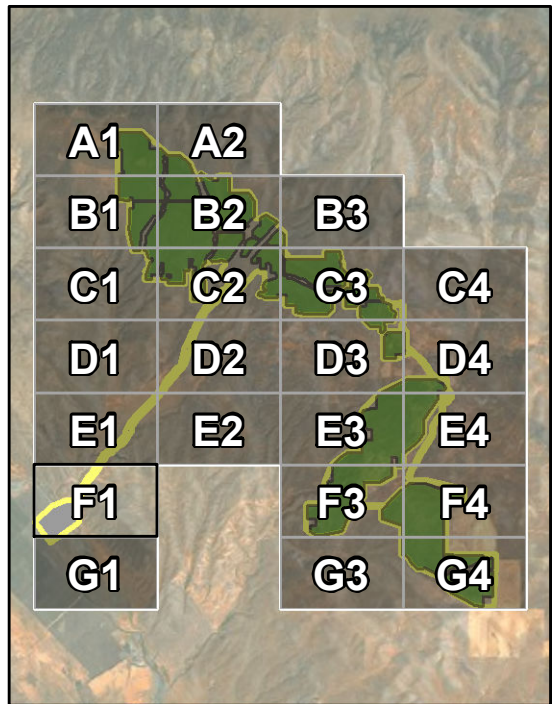 A1 A2
B1 B2 B3
C1 C2 C3 C4
D1 D2 D3 D4
E1 E2 E3 E4
F1 F3 F4
G1 G3 G4